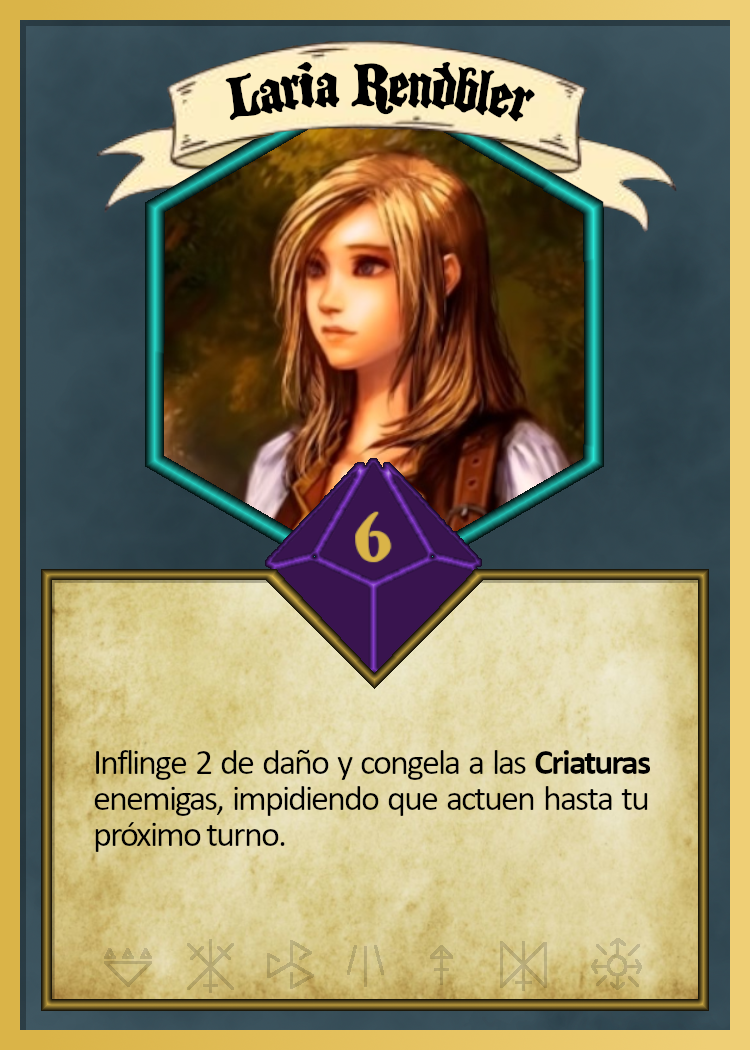 Laria Rendbler
6
Inflinge 2 de daño y congela a las Criaturas
enemigas, impidiendo que actuen hasta tu
próximo turno.